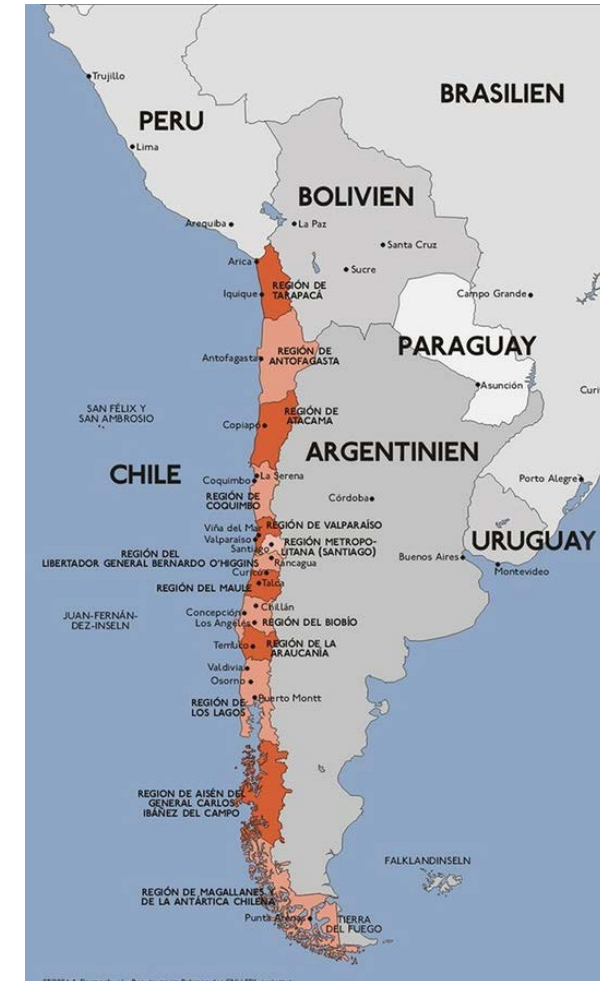 Trujillo
BRASILIEN
PERU
Lima
BOLIVIEN
Arequiba
La Paz
Santa Cruz
Arica
Sucre
REGIÓN DE
TARAPACÁ
Iquique
Campo Grande
PARAGUAY
Antofagasta
REGIÓN DE
ANTOFAGASTA
Asunción
Curi
SAN FÉLIX Y
SAN AMBROSIO
REGIÓN DE
ATACAMA
Copiapó
ARGENTINIEN
CHILE
La Serena
Coquimbo
Porto Alegre
REGIÓN DE
COQUIMBO
Córdoba
Viña del Mar
REGIÓN DE VALPARAÍSO
Valparaíso
URUGUAY
Santiago
REGIÓN METROPO-
LITANA (SANTIAGO)
REGIÓN DEL
LIBERTADOR GENERAL BERNARDO O'HIGGINS
Rancagua
Buenos Aires
Montevideo
Curicó
REGIÓN DEL MAULE
Talca
Chillán
JUAN-FERNÁN-
DEZ-INSELN
Concepción
Los Angeles
REGIÓN DEL BIOBÍO
Temuco
REGIÓN DE LA
ARAUCANÍA
Valdivia
Osorno
Puerto Montt
REGIÓN DE
LOS LAGOS
REGION DE AISÉN DEL
GENERAL CARLOS
IBÁÑEZ DEL CAMPO
FALKLANDINSELN
REGIÓN DE MAGALLANES Y
DE LA ANTÁRTICA CHILENA
Punta Arenas
TIERRA
DEL FUEGO